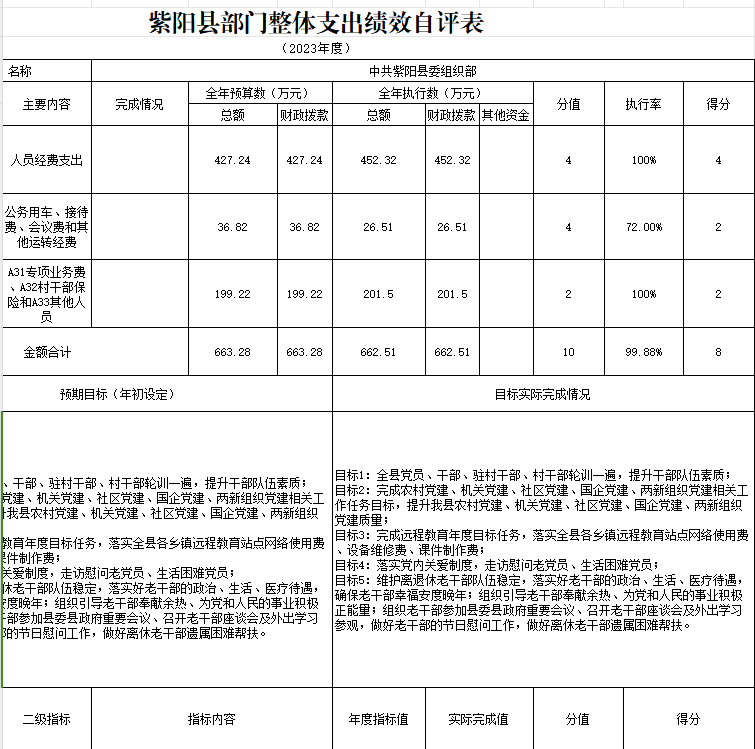 紫阳县部门整体支出绩效自评表
（2023年度）
名称 中共紫阳县委组织部
主要内容 完成情况 全年预算数（万元） 全年执行数（万元） 分值 执行率 得分
总额 财政拨款 总额 财政拨款 其他资金
人员经费支出 427.24 427.24 452.32 452.32 4 100% 4
公务用车、接待
费、会议费和其
他运转经费
36.82 36.82 26.51 26.51 4 72.00% 2
A31专项业务费
、A32村干部保
险和A33其他人
员
199.22 199.22 201.5 201.5 2 100% 2
金额合计 663.28 663.28 662.51 662.51 10 99.88% 8
预期目标（年初设定） 目标实际完成情况
、干部、驻村干部、村干部轮训一遍，提升干部队伍素质；
党建、机关党建、社区党建、国企党建、两新组织党建相关工
我县农村党建、机关党建、社区党建、国企党建、两新组织
教育年度目标任务，落实全县各乡镇远程教育站点网络使用费
课件制作费；
关爱制度，走访慰问老党员、生活困难党员；
休老干部队伍稳定，落实好老干部的政治、生活、医疗待遇，
度晚年；组织引导老干部奉献余热、为党和人民的事业积极
干部参加县委县政府重要会议、召开老干部座谈会及外出学习
部的节日慰问工作，做好离休老干部遗属困难帮扶。
目标1：全县党员、干部、驻村干部、村干部轮训一遍，提升干部队伍素质；
目标2：完成农村党建、机关党建、社区党建、国企党建、两新组织党建相关工
作任务目标，提升我县农村党建、机关党建、社区党建、国企党建、两新组织
党建质量；
目标3：完成远程教育年度目标任务，落实全县各乡镇远程教育站点网络使用费
、设备维修费、课件制作费；
目标4：落实党内关爱制度，走访慰问老党员、生活困难党员；
目标5：维护离退休老干部队伍稳定，落实好老干部的政治、生活、医疗待遇，
确保老干部幸福安度晚年；组织引导老干部奉献余热、为党和人民的事业积极
正能量；组织老干部参加县委县政府重要会议、召开老干部座谈会及外出学习
参观，做好老干部的节日慰问工作，做好离休老干部遗属困难帮扶。
二级指标 指标内容 年度指标值 实际完成值 分值 得分